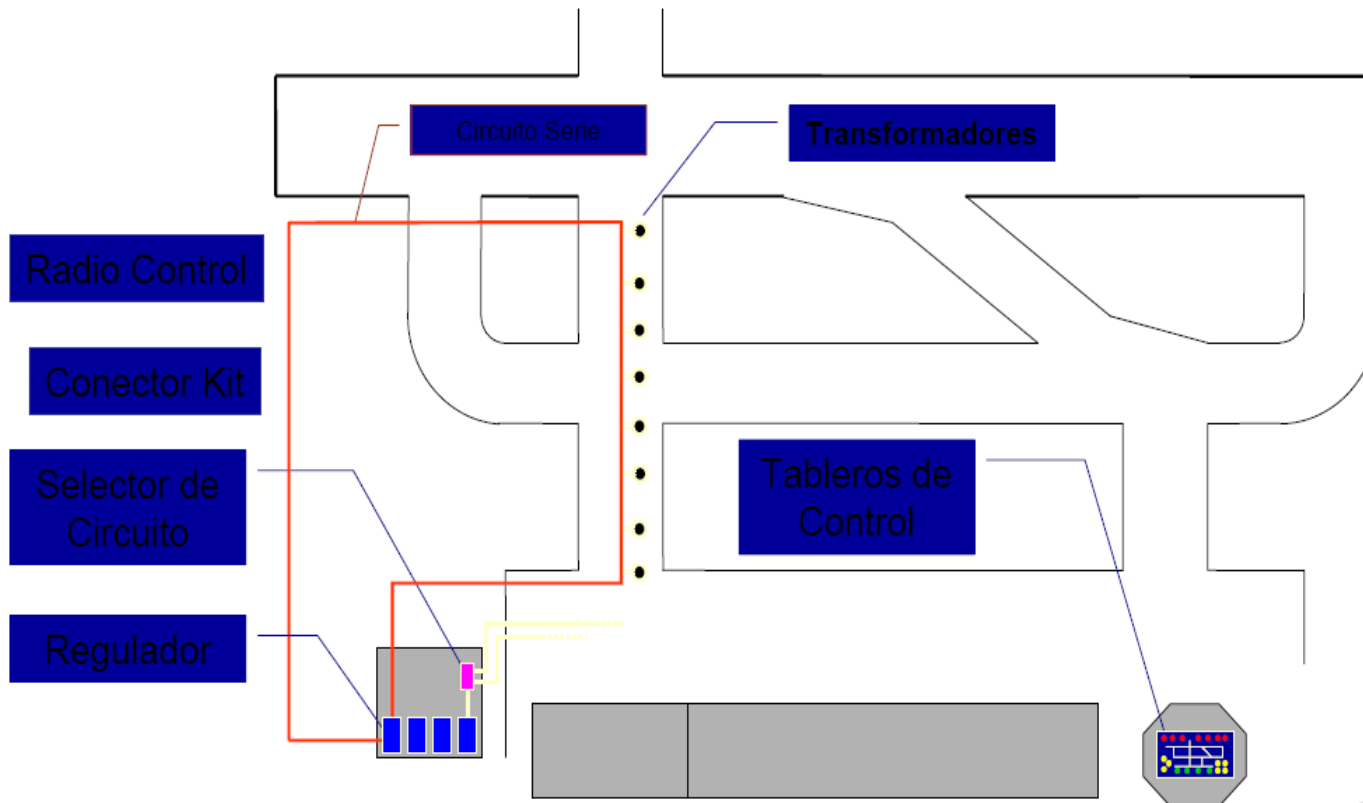 Circuito Serie
Transformadores
Radio Control
Conector Kit
Selector de
Circuito
Tableros de
Control
Regulador